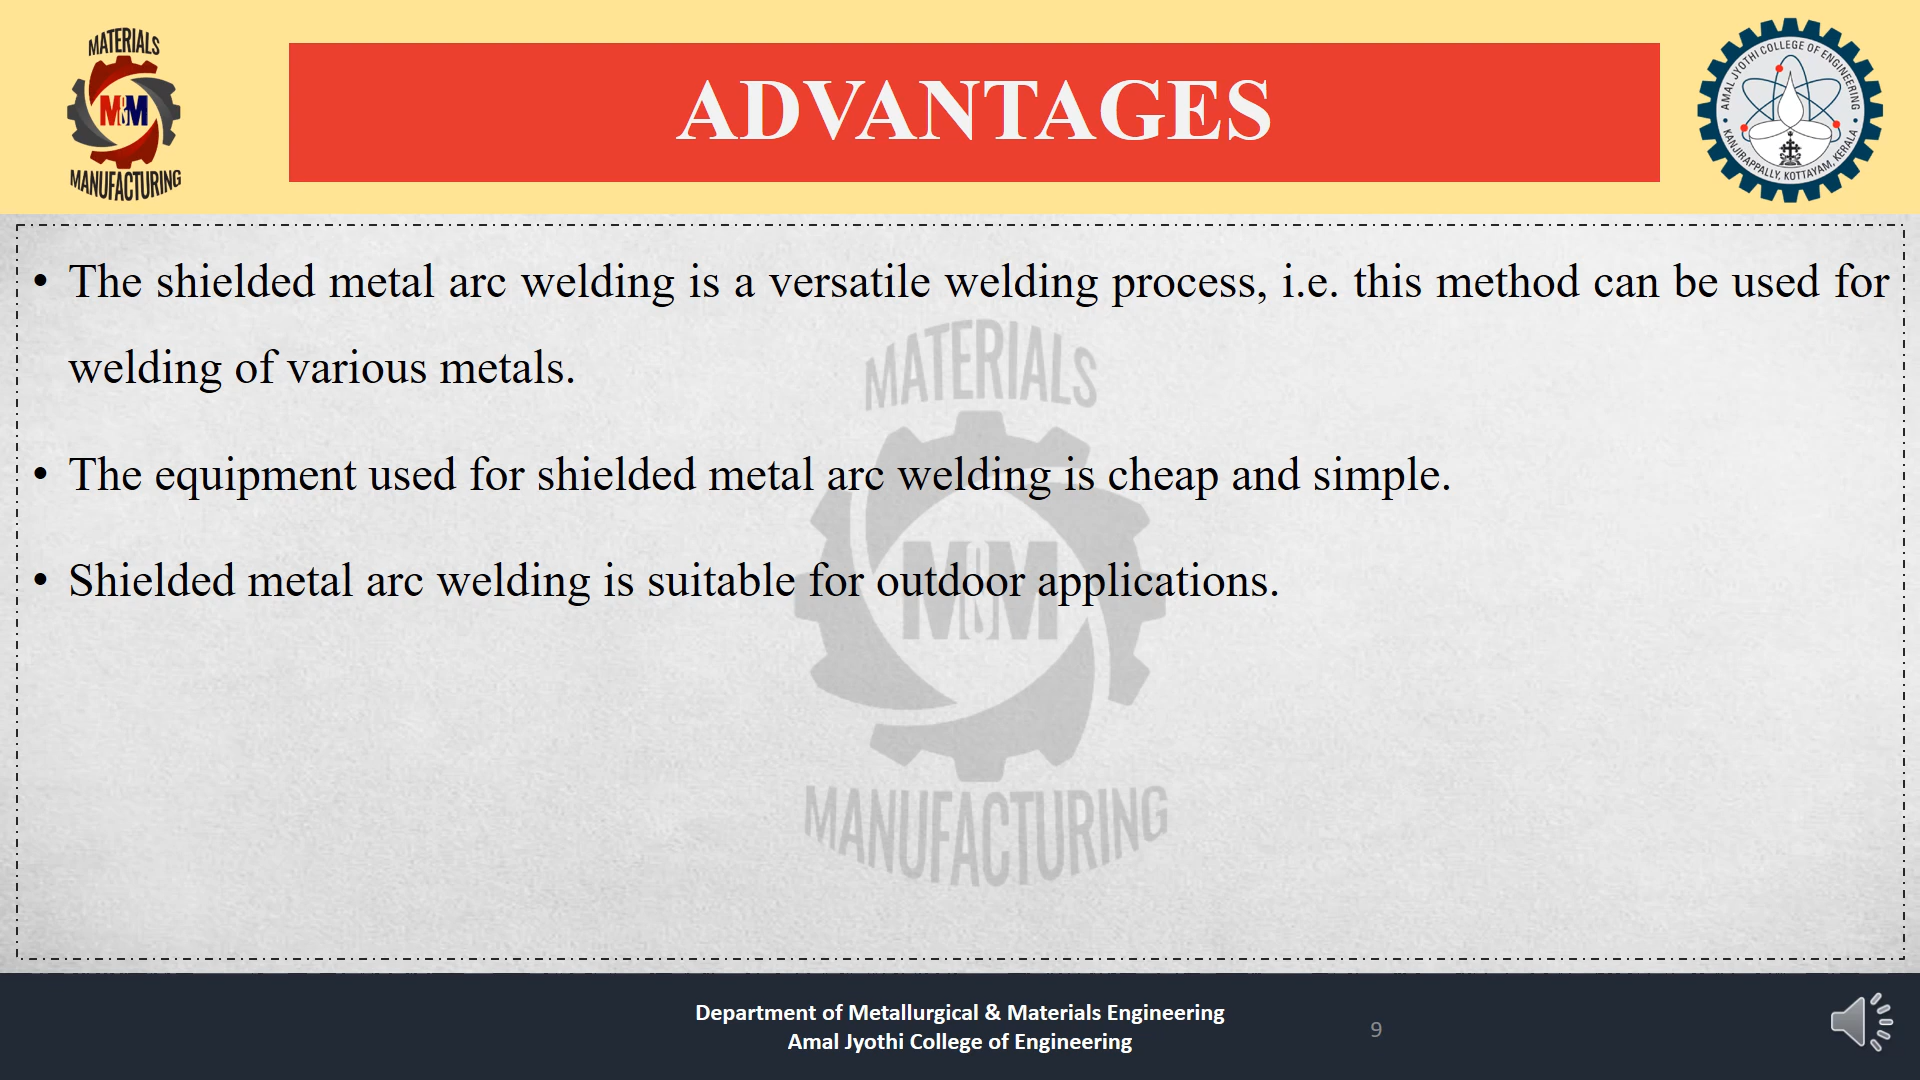 MATERIALS
M&M
MANUFACTURING
ADVANTAGES
AMAL JYOTHI COLLEGE OF ENGINEERING
• KANJIRAPPALLY, KOTTAYAM, KERALA •
• The shielded metal arc welding is a versatile welding process, i.e. this method can be used for
welding of various metals.
• The equipment used for shielded metal arc welding is cheap and simple.
• Shielded metal arc welding is suitable for outdoor applications.
MATERIALS
M&M
MANUFACTURING
Department of Metallurgical & Materials Engineering
Amal Jyothi College of Engineering
9